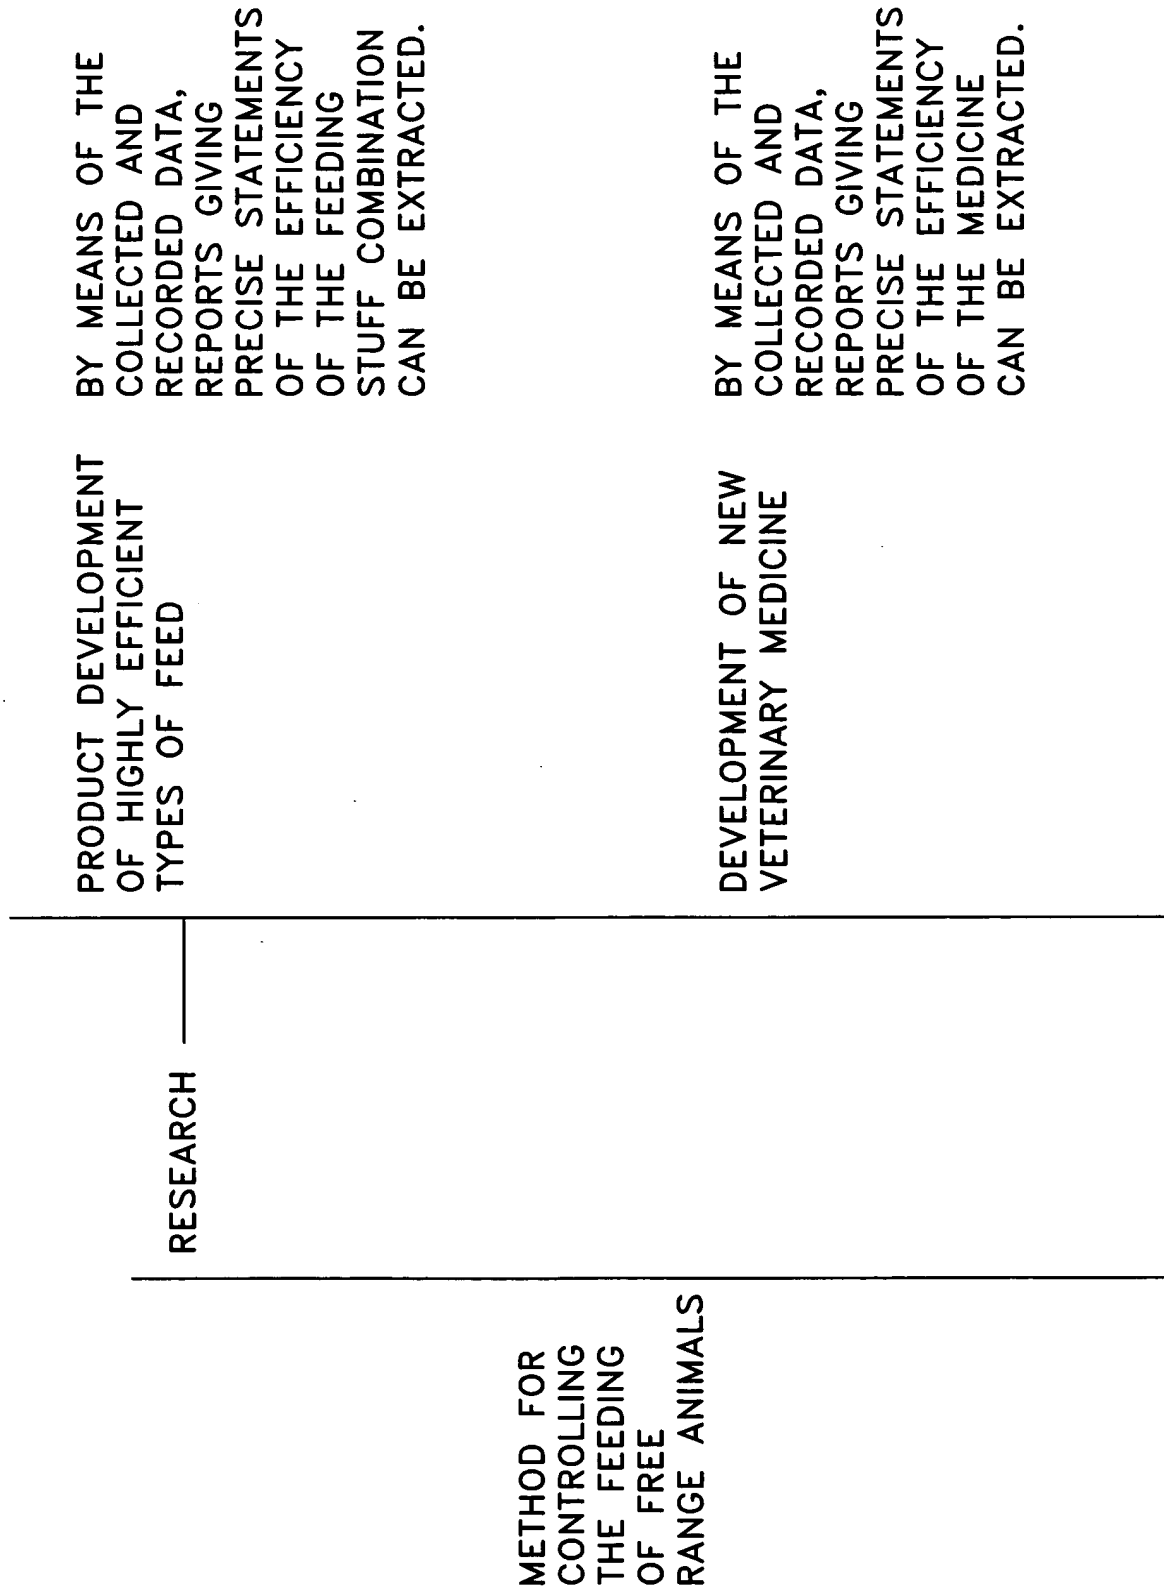 METHOD FOR
CONTROLLING
THE FEEDING
OF FREE
RANGE ANIMALS
RESEARCH
PRODUCT DEVELOPMENT
OF HIGHLY EFFICIENT
TYPES OF FEED
BY MEANS OF THE
COLLECTED AND
RECORDED DATA,
REPORTS GIVING
PRECISE STATEMENTS
OF THE EFFICIENCY
OF THE FEEDING
STUFF COMBINATION
CAN BE EXTRACTED.
DEVELOPMENT OF NEW
VETERINARY MEDICINE
BY MEANS OF THE
COLLECTED AND
RECORDED DATA,
REPORTS GIVING
PRECISE STATEMENTS
OF THE EFFICIENCY
OF THE MEDICINE
CAN BE EXTRACTED.